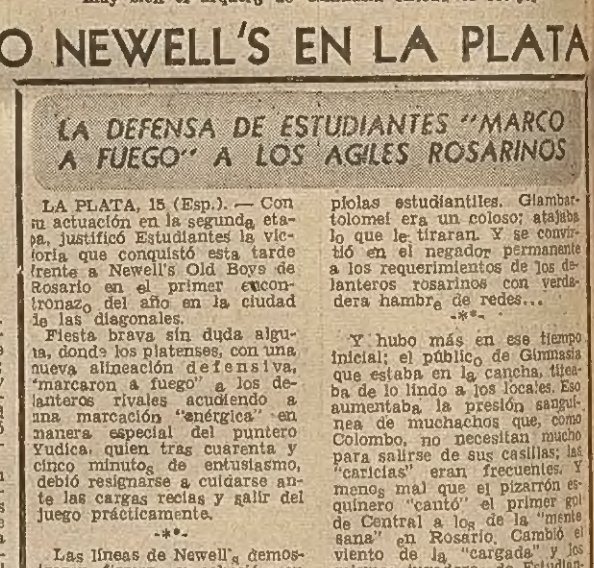 O NEWELL'S EN LA PLATA
LA DEFENSA DE ESTUDIANTES "MARCO
A FUEGO" A LOS AGILES ROSARINOS
LA PLATA, 15 (Esp.). — Con
su actuación en la segunda eta-
pa, justificó Estudiantes la vic-
toria que conquistó esta tarde
frente a Newell's Old Boys de
Rosario en el primer encon-
tronazo del año en la ciudad
de las diagonales.
Fiesta brava sin duda algu-
na, donde los platenses, con una
nueva alineación defensiva,
"marcaron a fuego" a los de-
lanteros rivales acudiendo a
una marcación "enérgica" en
manera especial del puntero
Yudica, quien tras cuarenta y
cinco minutos de entusiasmo,
debió resignarse a cuidarse an-
te las cargas recias y salir del
juego prácticamente.
-*•-
Las líneas de Newell's demos-
piolas estudiantiles. Giambar-
tolomei era un coloso; atajaba
lo que le tiraran. Y se convir-
tió en el negador permanente
a los requerimientos de los de-
lanteros rosarinos con verda-
dera hambre de redes...
-*•-
Y hubo más en ese tiempo
inicial; el público de Gimnasia
que estaba en la cancha, titea-
ba de lo lindo a los locales. Eso
aumentaba la presión sanguí-
nea de muchachos que, como
Colombo, no necesitan mucho
para salirse de sus casillas; las
"caricias" eran frecuentes. Y
menos mal que el pizarrón es-
quinero "cantó" el primer gol
de Central a los de la "mente
sana" en Rosario. Cambió el
viento de la "cargada" y los